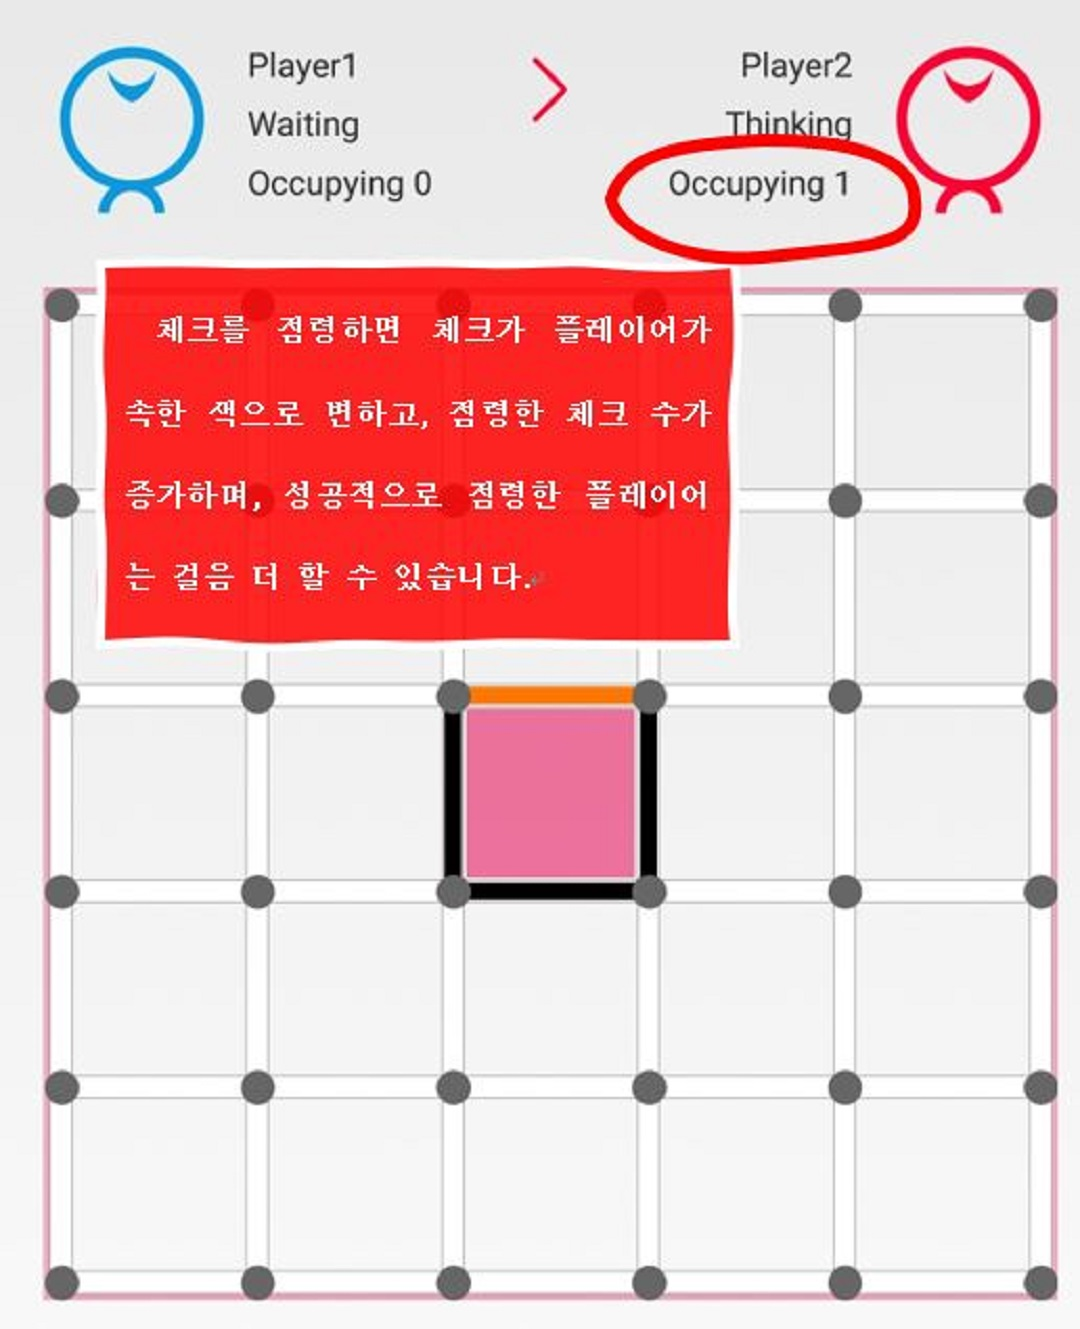 Player1
Waiting
Occupying 0
Player2
Thinking
Occupying 1
체크를 점령하면 체크가 플레이어가
속한 색으로 변하고, 점령한 체크 수가
증가하며, 성공적으로 점령한 플레이어
는 걸음 더 할 수 있습니다.